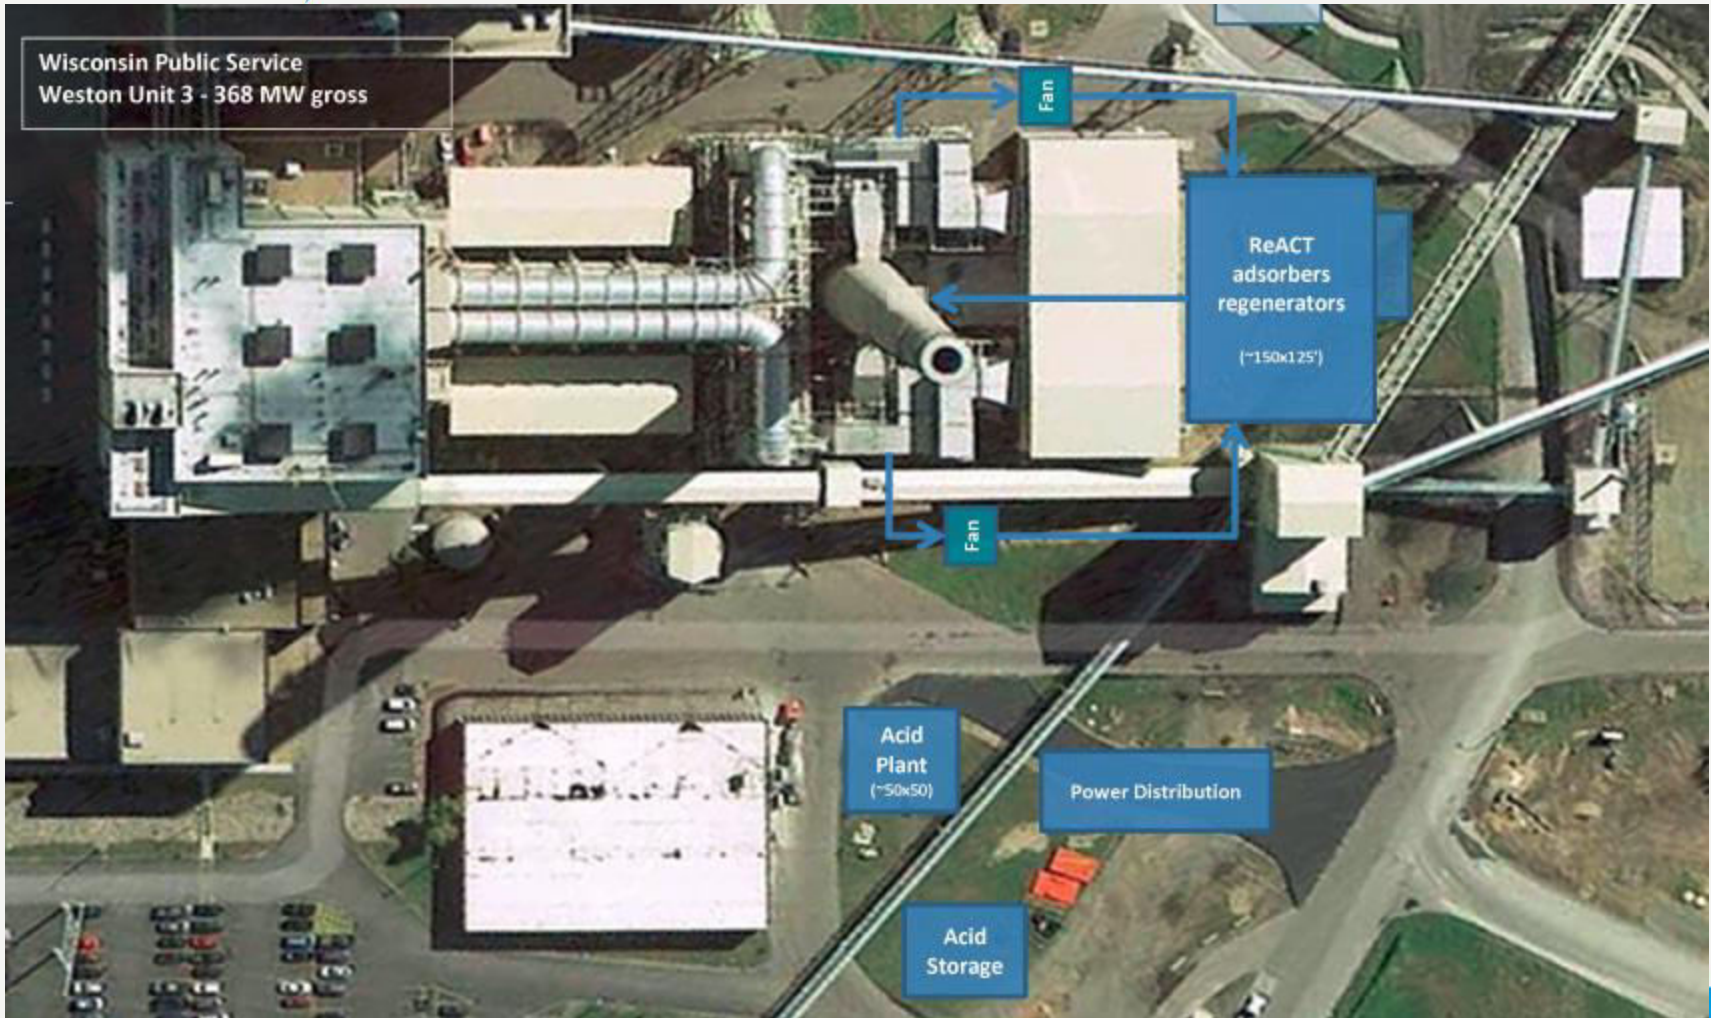 Wisconsin Public Service
Weston Unit 3 - 368 MW gross
Fan
ReACT
adsorbers
regenerators
(~150x125')
Fan
Acid
Plant
(~50x50)
Power Distribution
Acid
Storage